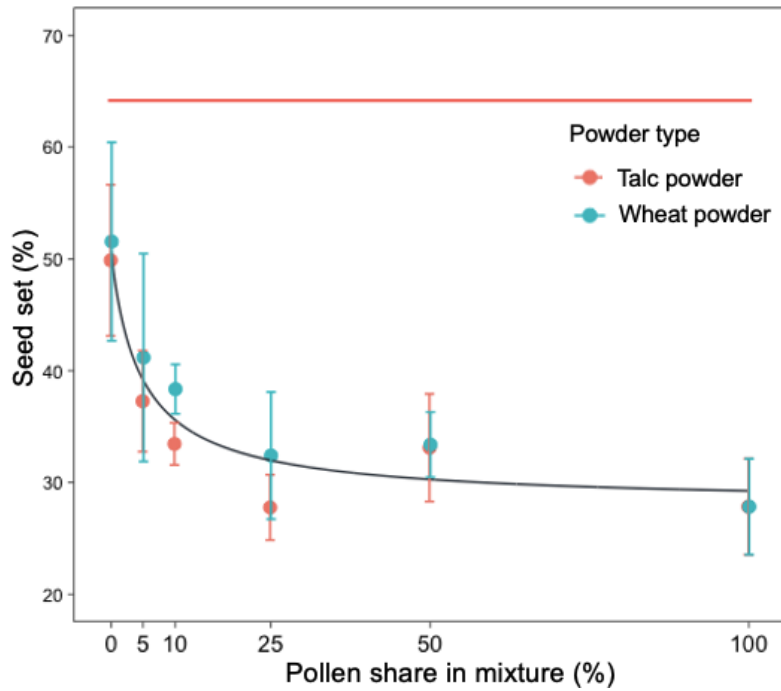 70
60
50
40
30
20
Seed set (%)
Powder type
Talc powder
Wheat powder
0 5 10 25 50 100
Pollen share in mixture (%)